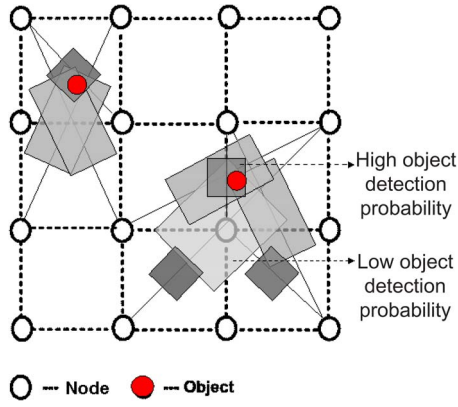 High object
detection
probability
Low object
detection
probability
Node
Object